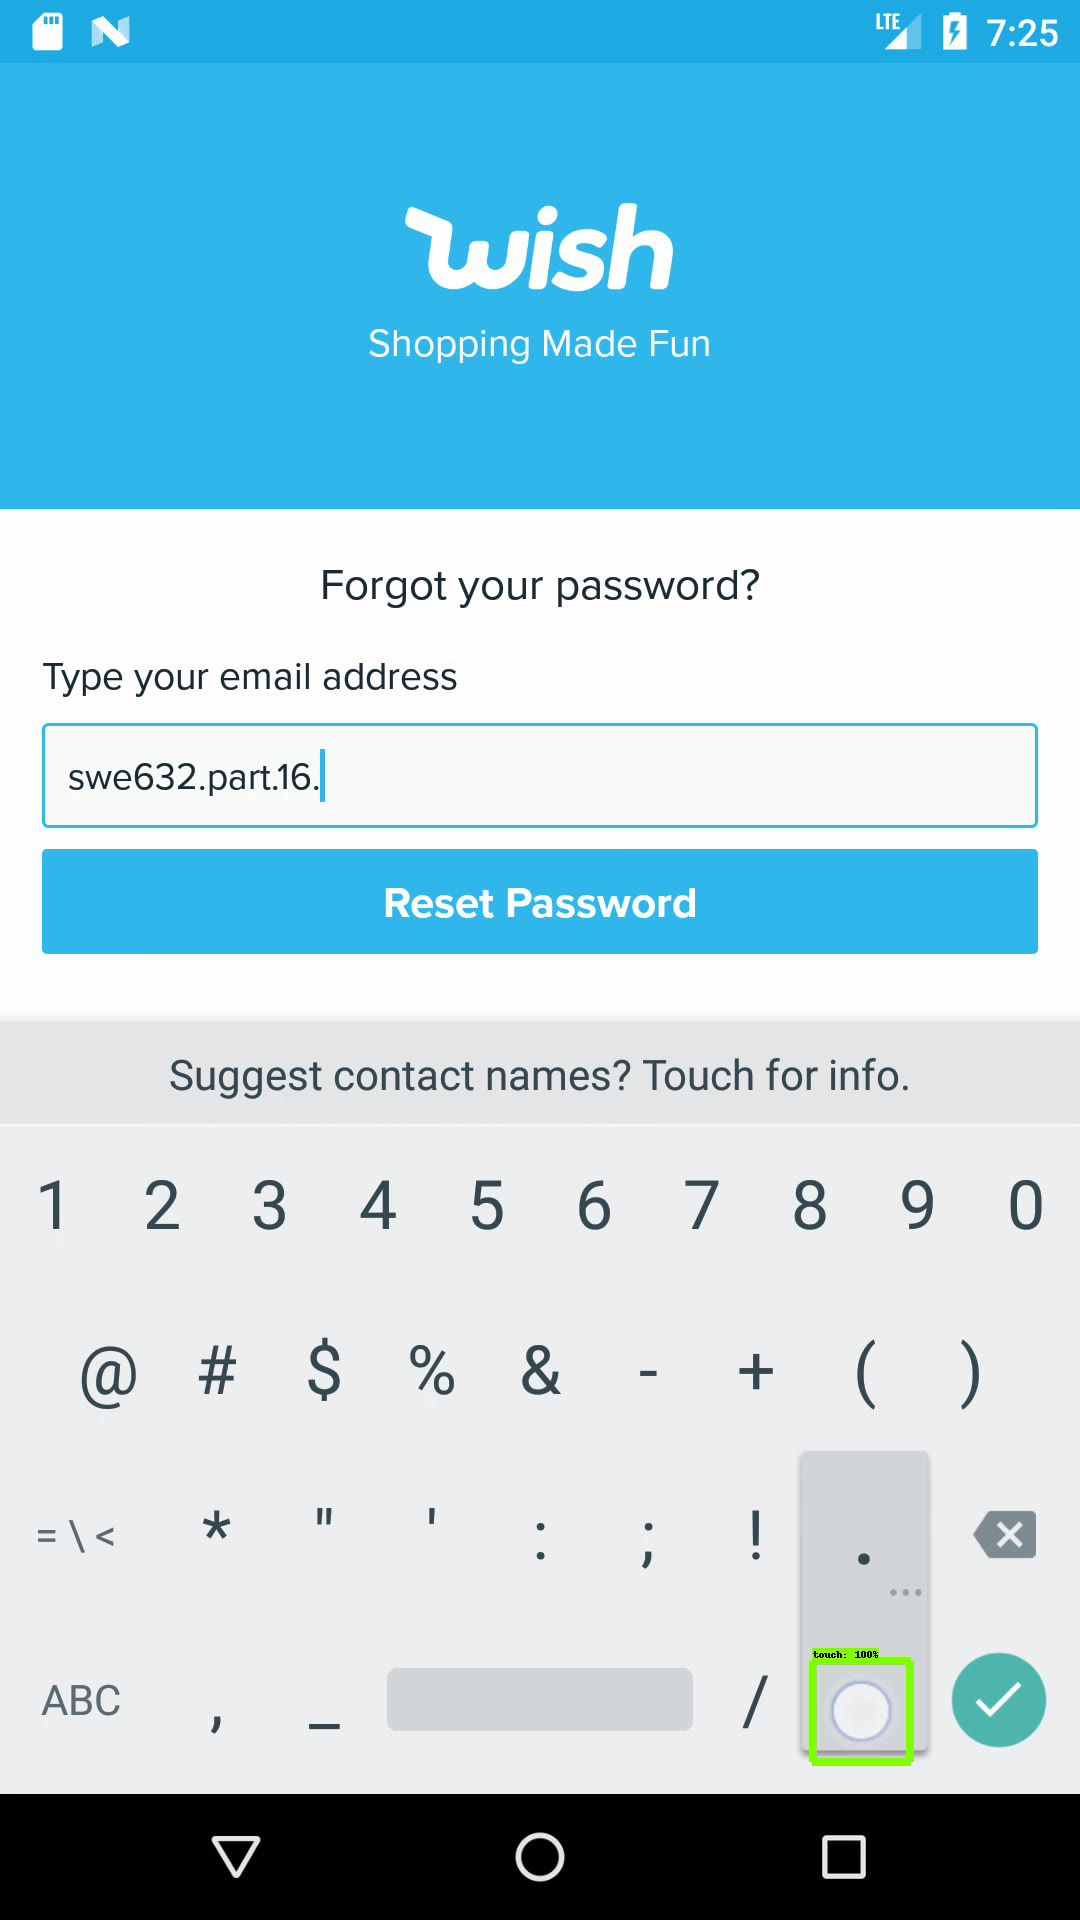 LTE 7:25
wish
Shopping Made Fun
Forgot your password?
Type your email address
swe632.part.16.
Reset Password
Suggest contact names? Touch for info.
1 2 3 4 5 6 7 8 9 0
@ # $ % & - + ( )
= \ < * " ' : ; ! .
touch: 100%
ABC , _ /